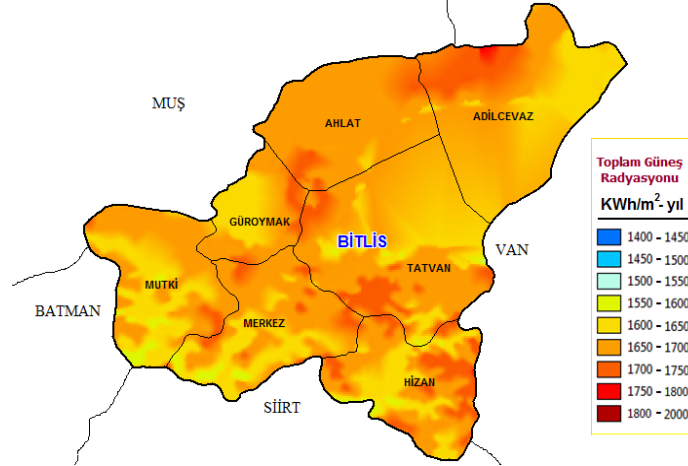 MUŞ
AHLAT
ADİLCEVAZ
GÜROYMAK
BİTLİS
VAN
TATVAN
MUTKİ
BATMAN
MERKEZ
HİZAN
SİİRT
Toplam Güneş
Radyasyonu
KWh/m²- yıl
1400 - 1450
1450 - 1500
1500 - 1550
1550 - 1600
1600 - 1650
1650 - 1700
1700 - 1750
1750 - 1800
1800 - 2000